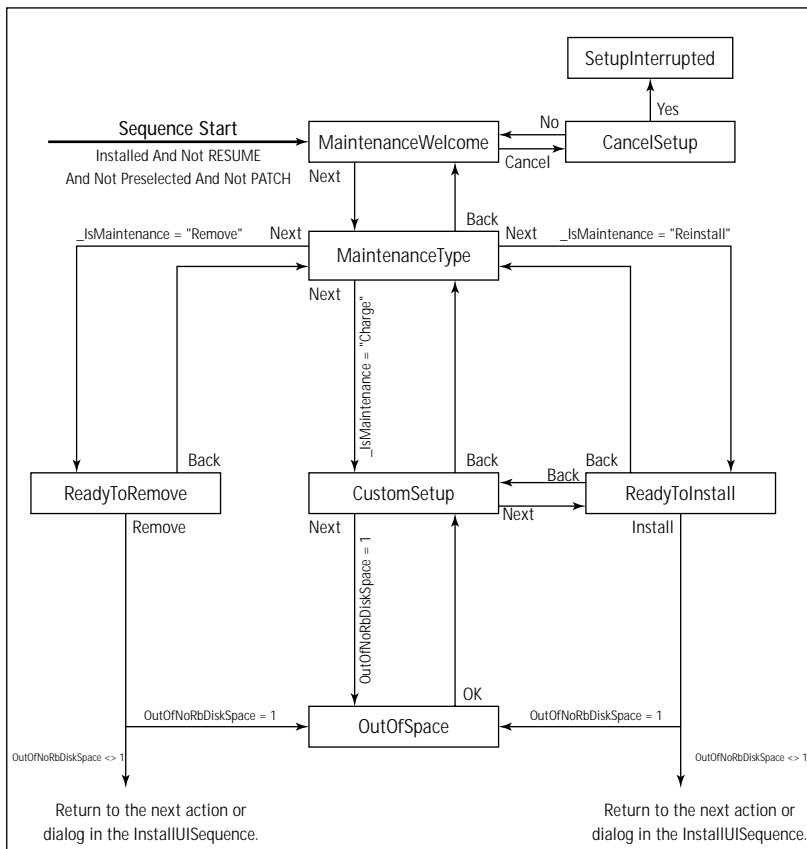 SetupInterrupted
Yes
Sequence Start
No
MaintenanceWelcome
CancelSetup
Installed And Not RESUME
And Not Preselected And Not PATCH
Cancel
Next
Back
_IsMaintenance = "Remove"
Next
Next
_IsMaintenance = "Reinstall"
MaintenanceType
Next
_IsMaintenance = "Charge"
Back
Back
Back
Back
ReadyToRemove
CustomSetup
ReadyToInstall
Remove
Next
Next
Install
OutOfNoRbDiskSpace = 1
OK
OutOfNoRbDiskSpace = 1
OutOfSpace
OutOfNoRbDiskSpace = 1
OutOfNoRbDiskSpace <> 1
OutOfNoRbDiskSpace <> 1
Return to the next action or
dialog in the InstallUISequence.
Return to the next action or
dialog in the InstallUISequence.